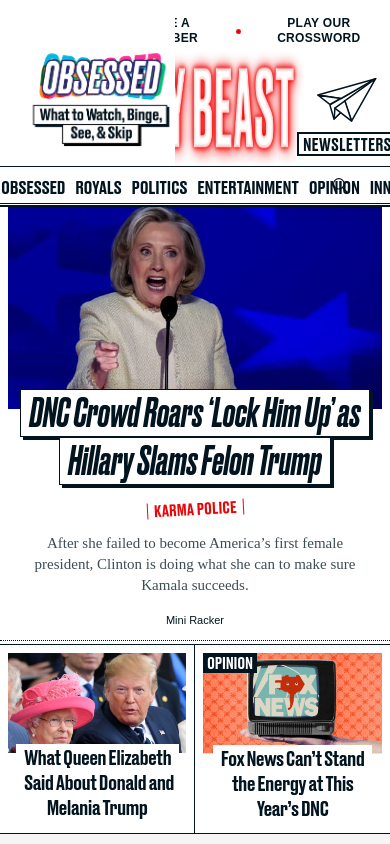 E A
BER
PLAY OUR
CROSSWORD
OBSESSED
What to Watch, Binge,
See, & Skip
Y BEAST
NEWSLETTERS
OBSESSED ROYALS POLITICS ENTERTAINMENT OPINION INN
DNC Crowd Roars ‘Lock Him Up’ as
Hillary Slams Felon Trump
KARMA POLICE
After she failed to become America’s first female
president, Clinton is doing what she can to make sure
Kamala succeeds.
Mini Racker
What Queen Elizabeth
Said About Donald and
Melania Trump
OPINION
FOX
NEWS
Fox News Can’t Stand
the Energy at This
Year’s DNC